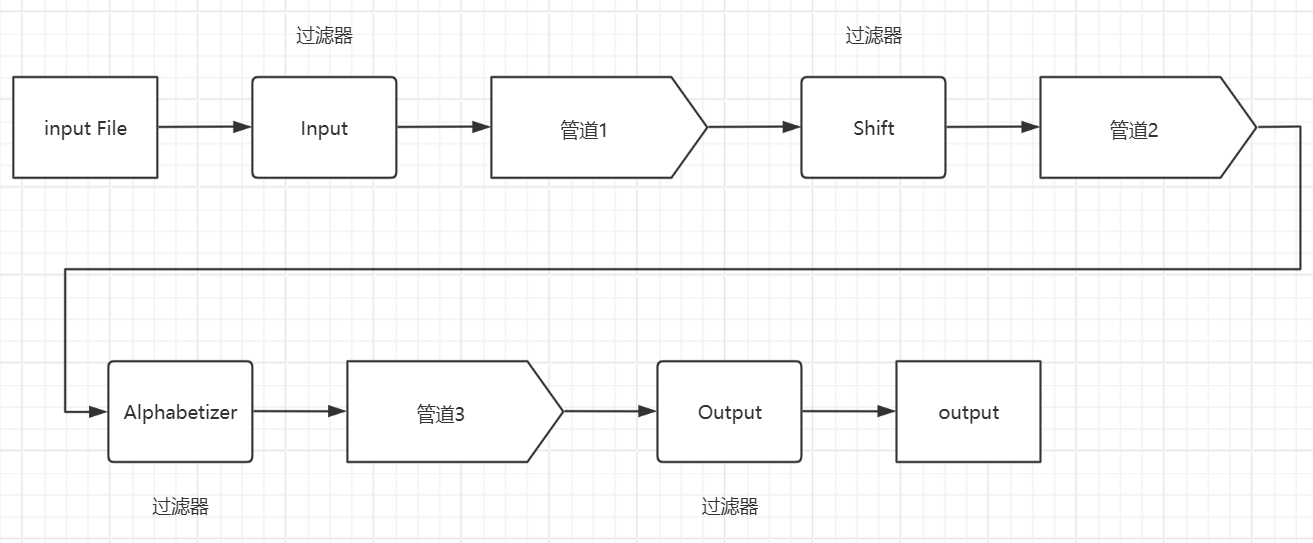 过滤器
过滤器
input File
Input
管道1
Shift
管道2
Alphabetizer
管道3
Output
output
过滤器
过滤器